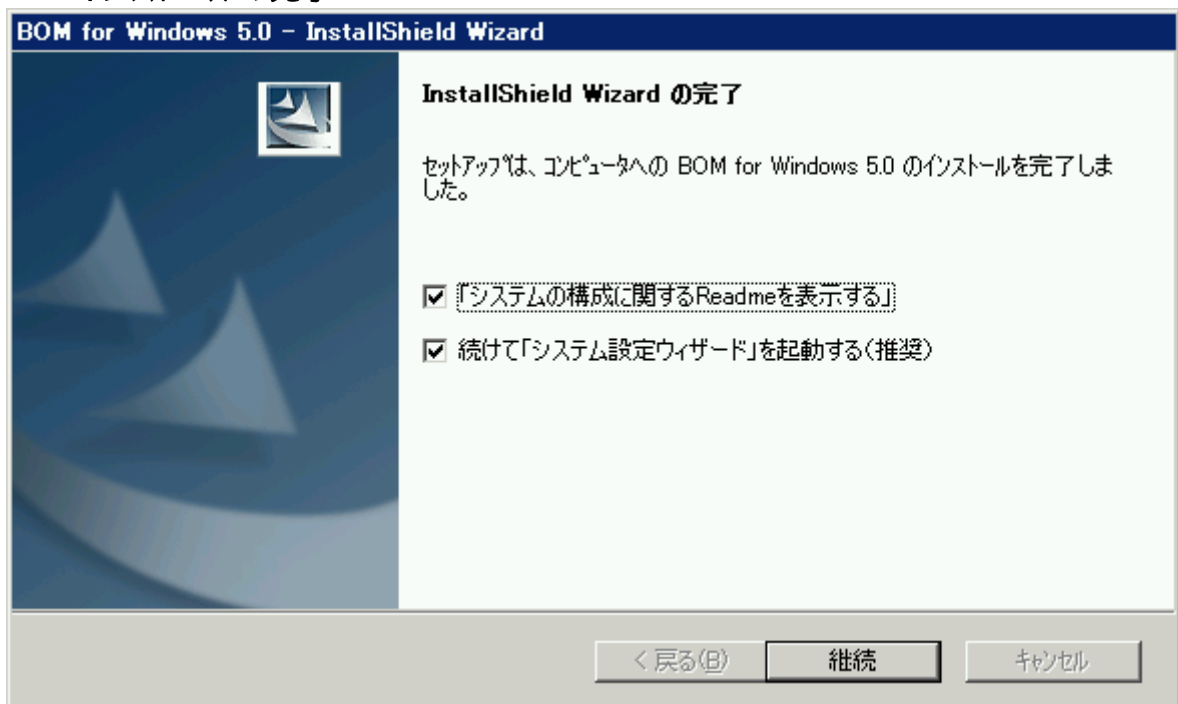 BOM for Windows 5.0 - InstallShield Wizard
InstallShield Wizard の完了
セットアップは、コンピュータへの BOM for Windows 5.0 のインストールを完了しま
した。
「システムの構成に関するReadmeを表示する」
続けて「システム設定ウィザード」を起動する(推奨)
< 戻る(B)
継続
キャンセル